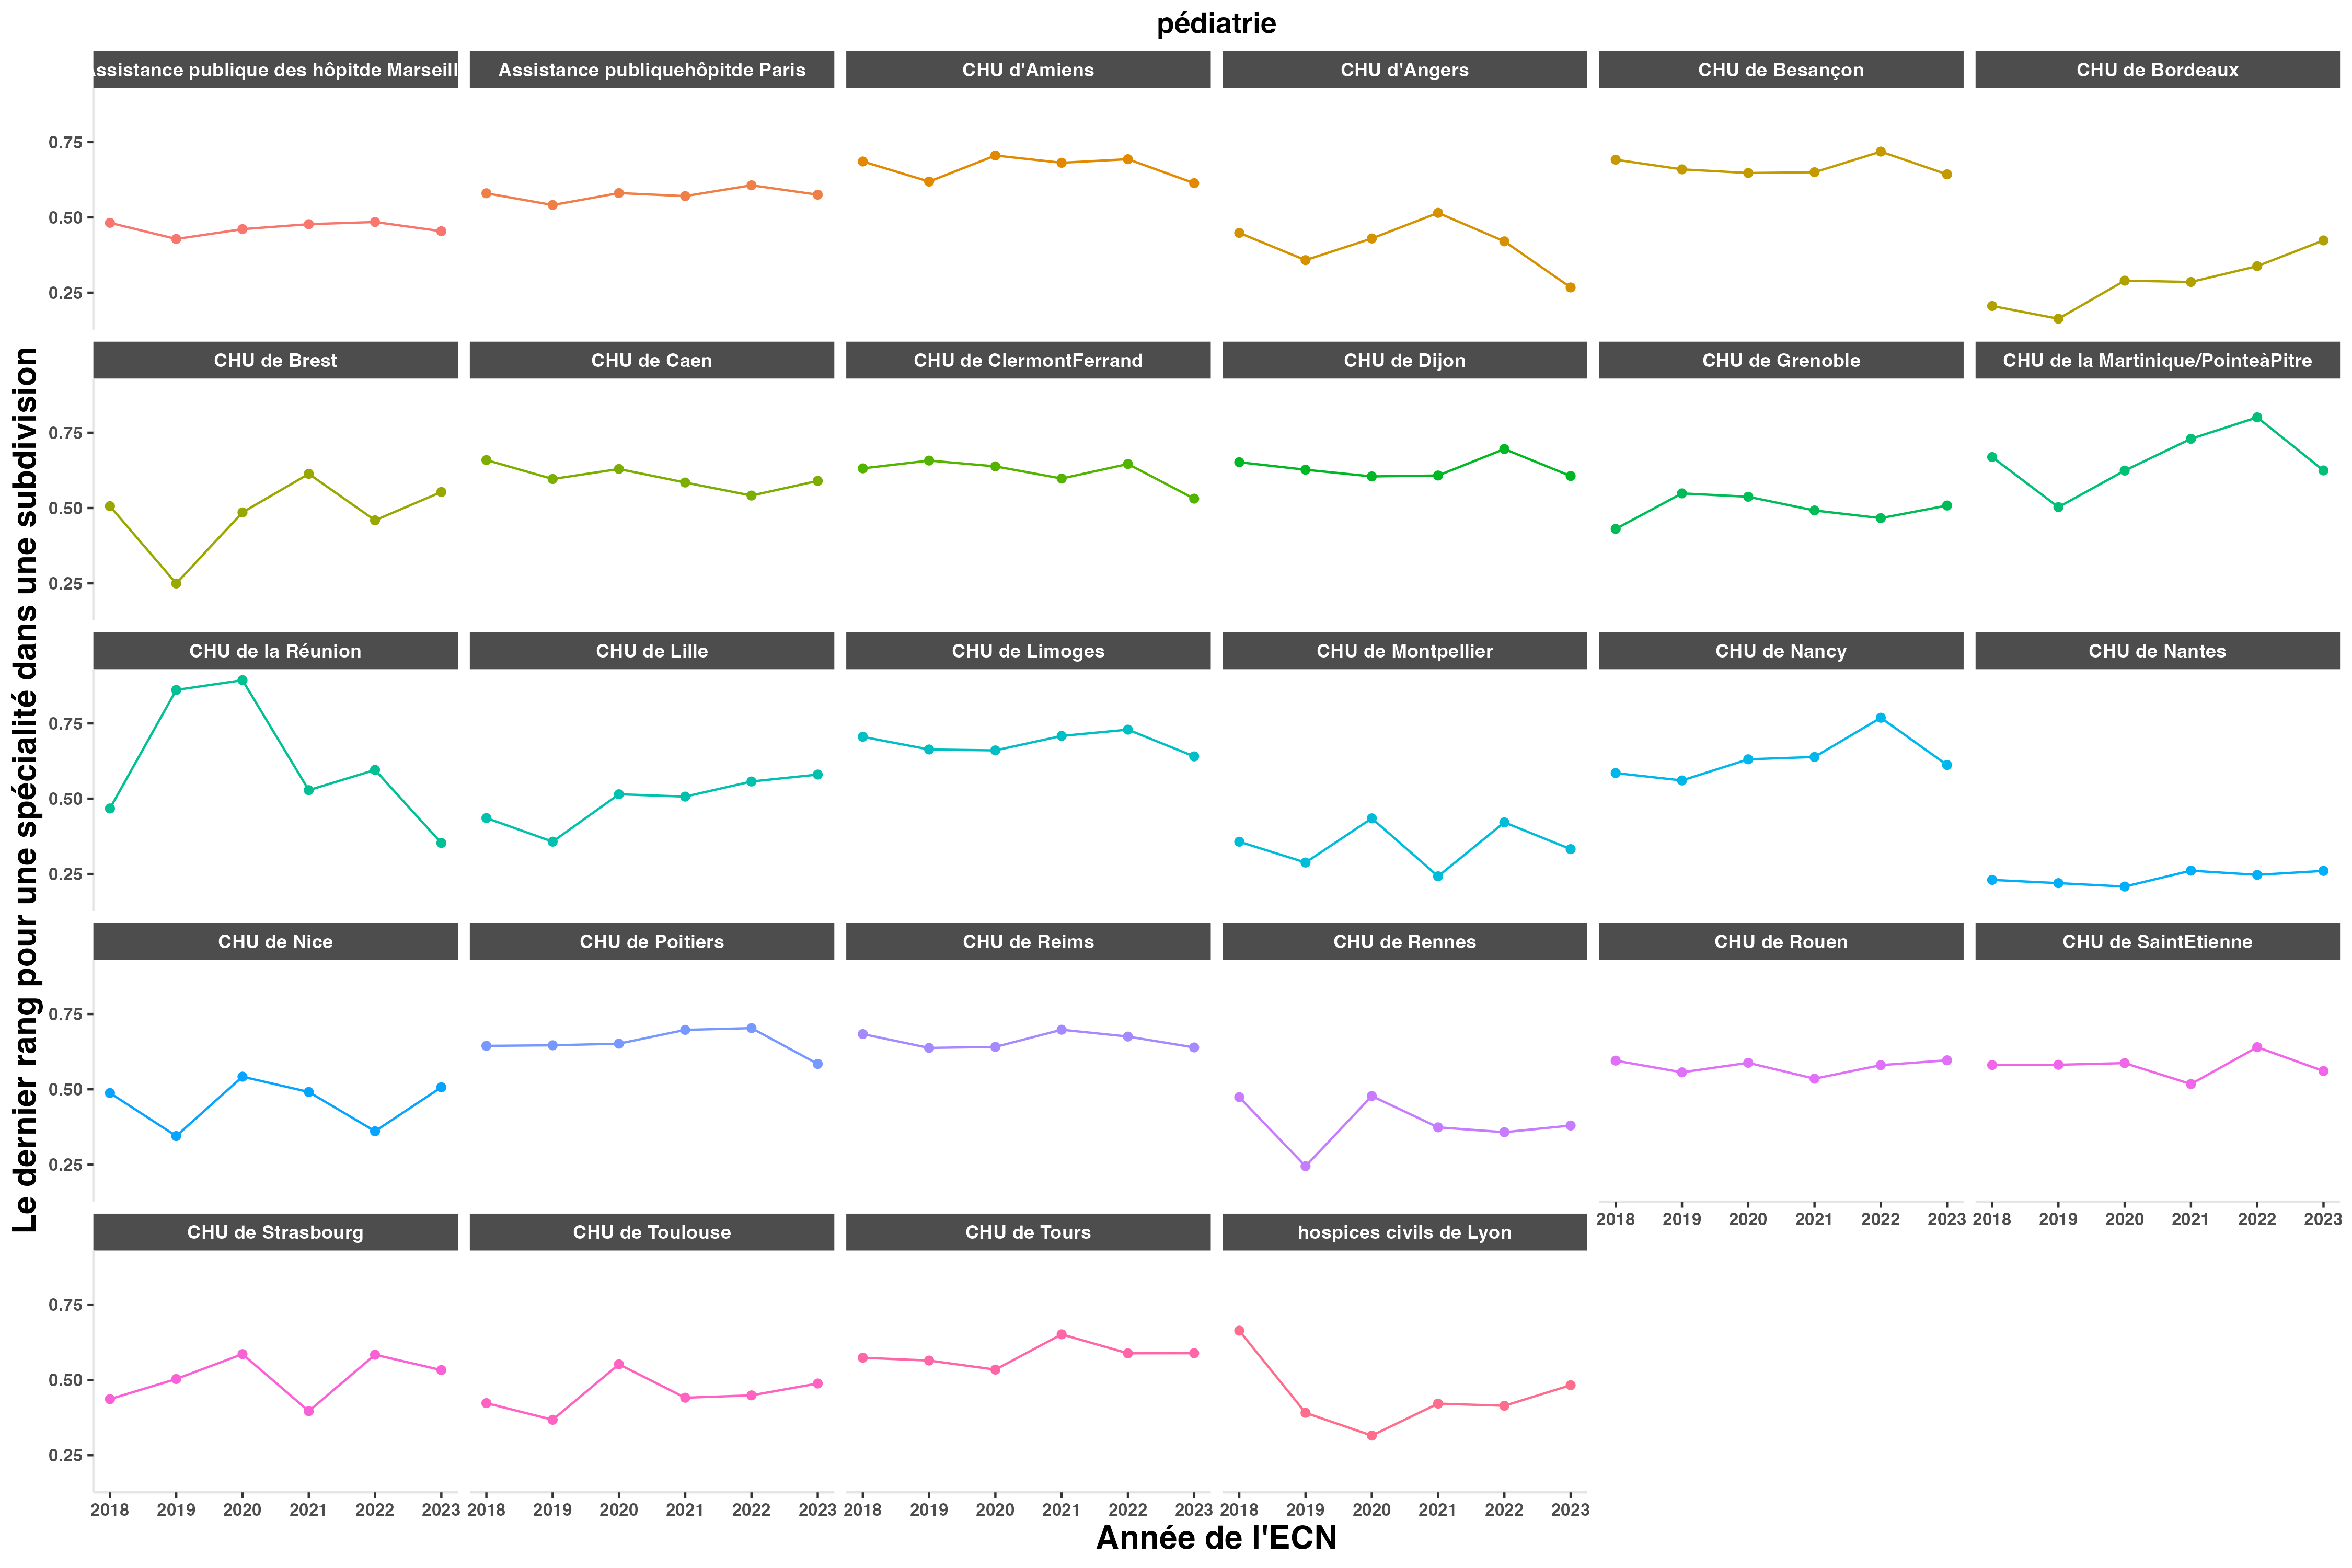 pédiatrie
Assistance publique des hôpitde Marseill
Assistance publiquehôpitde Paris
CHU d'Amiens
CHU d'Angers
CHU de Besançon
CHU de Bordeaux
0.75
0.50
0.25
CHU de Brest
CHU de Caen
CHU de ClermontFerrand
CHU de Dijon
CHU de Grenoble
CHU de la Martinique/PointeàPitre
0.75
0.50
0.25
CHU de la Réunion
CHU de Lille
CHU de Limoges
CHU de Montpellier
CHU de Nancy
CHU de Nantes
0.75
0.50
0.25
CHU de Nice
CHU de Poitiers
CHU de Reims
CHU de Rennes
CHU de Rouen
CHU de SaintEtienne
0.75
0.50
0.25
2018 2019 2020 2021 2022 2023
2018 2019 2020 2021 2022 2023
CHU de Strasbourg
CHU de Toulouse
CHU de Tours
hospices civils de Lyon
0.75
0.50
0.25
2018 2019 2020 2021 2022 2023
2018 2019 2020 2021 2022 2023
2018 2019 2020 2021 2022 2023
2018 2019 2020 2021 2022 2023
Année de l'ECN
Le dernier rang pour une spécialité dans une subdivision